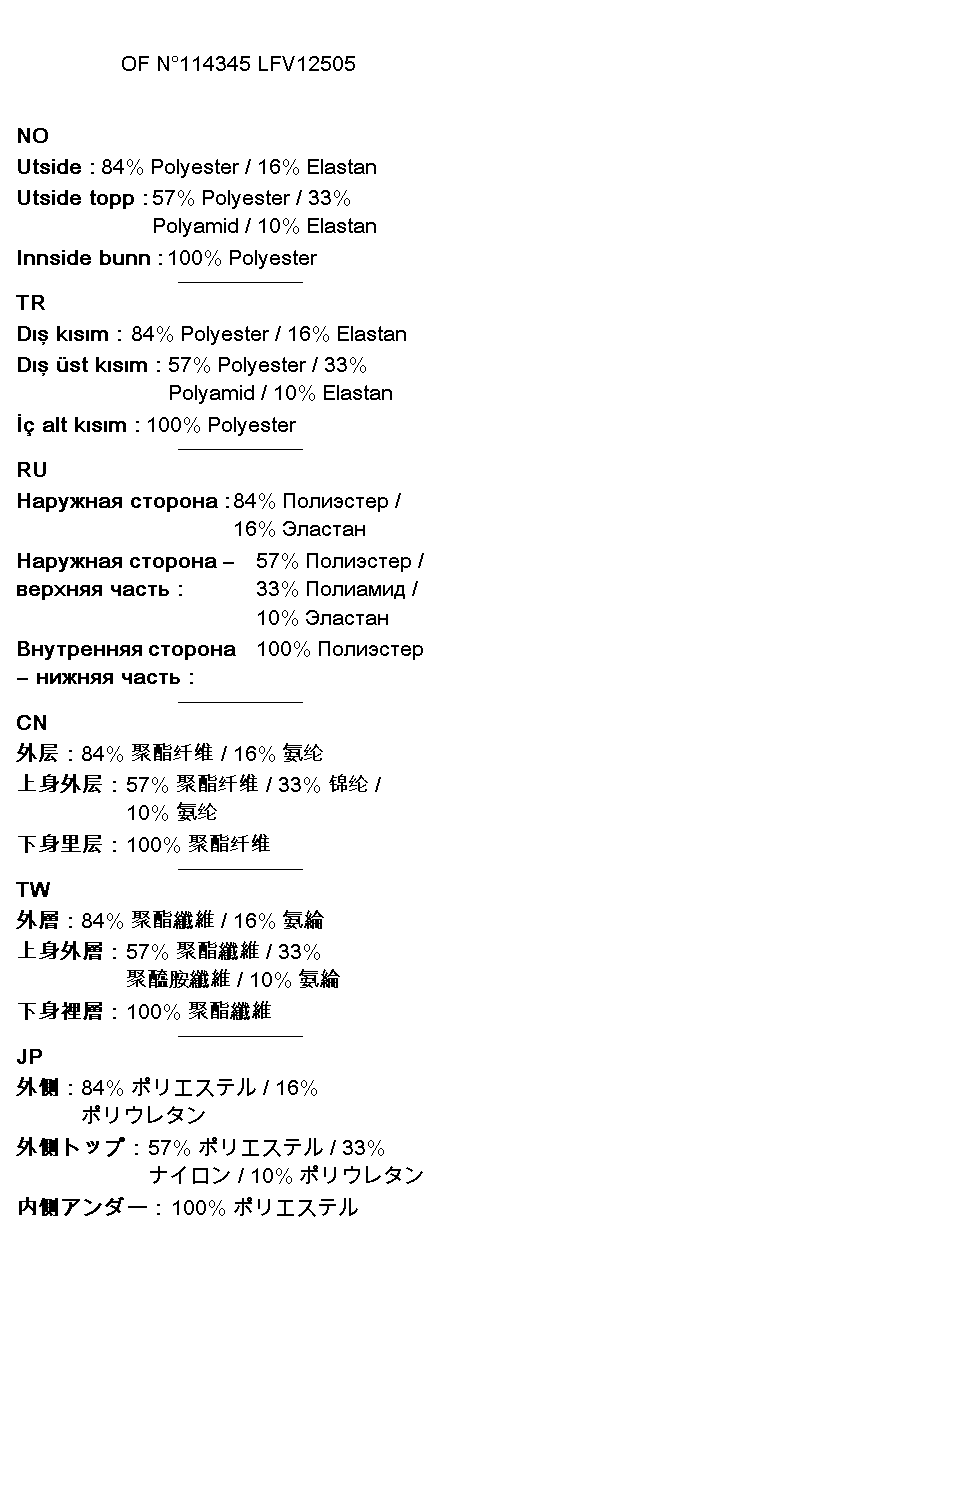 OF N°114345 LFV12505
NO
Utside : 84% Polyester / 16% Elastan
Utside topp : 57% Polyester / 33%
Polyamid / 10% Elastan
Innside bunn : 100% Polyester
TR
Dış kısım : 84% Polyester / 16% Elastan
Dış üst kısım : 57% Polyester / 33%
Polyamid / 10% Elastan
İç alt kısım : 100% Polyester
RU
Наружная сторона : 84% Полиэстер /
16% Эластан
Наружная сторона – 57% Полиэстер /
верхняя часть : 33% Полиамид /
10% Эластан
Внутренняя сторона 100% Полиэстер
– нижняя часть :
CN
外层 : 84% 聚酯纤维 / 16% 氨纶
上身外层 : 57% 聚酯纤维 / 33% 锦纶 /
10% 氨纶
下身里层 : 100% 聚酯纤维
TW
外層 : 84% 聚酯纖維 / 16% 氨綸
上身外層 : 57% 聚酯纖維 / 33%
聚醯胺纖維 / 10% 氨綸
下身裡層 : 100% 聚酯纖維
JP
外側 : 84% ポリエステル / 16%
ポリウレタン
外側トップ : 57% ポリエステル / 33%
ナイロン / 10% ポリウレタン
内側アンダー : 100% ポリエステル